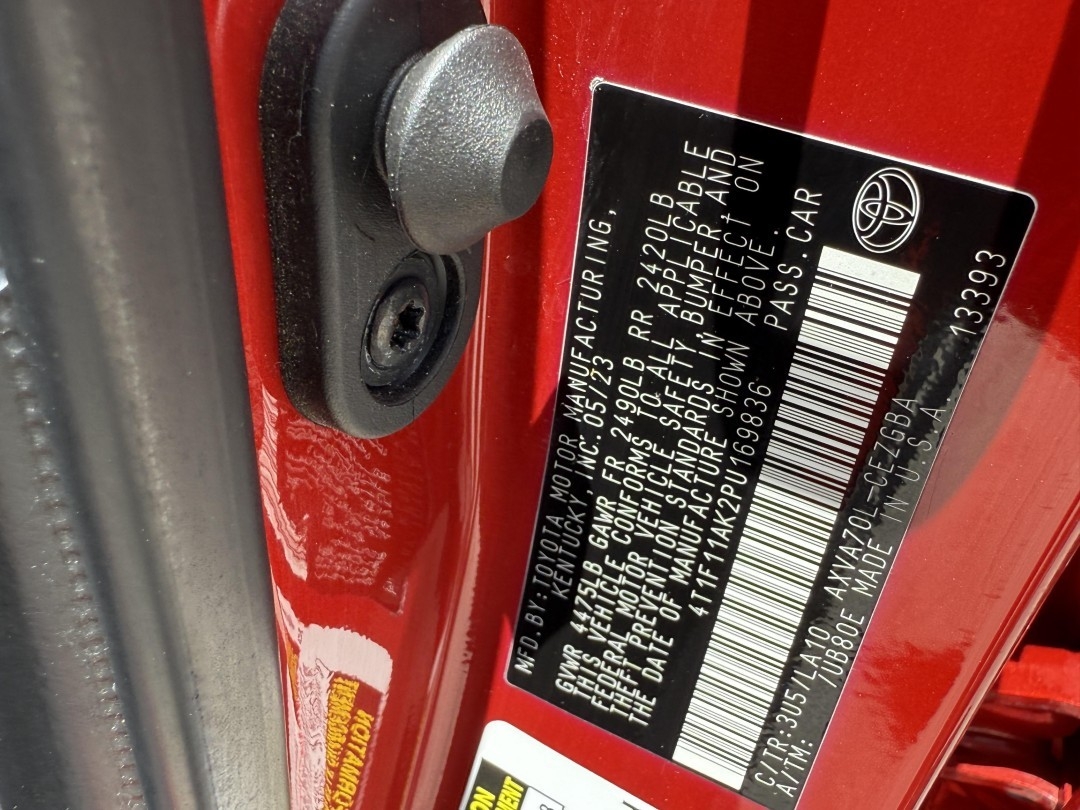 MFD.BY:TOYOTA MOTOR MANUFACTURING,
KENTUCKY, INC.05/23
GVWR 4475LB GAWR FR 2490LB RR 2420LB
THIS VEHICLE CONFORMS TO ALL APPLICABLE
FEDERAL MOTOR VEHICLE SAFETY,BUMPER,AND
THEFT PREVENTION STANDARDS IN EFFECT ON
THE DATE OF MANUFACTURE SHOWN ABOVE.
4T1F11AK2PU169836 PASS.CAR
C/TR:3U5/LA10 AXVA70L-CEZGBA
A/TM: -/UB80E MADE IN U.S.A. 13393